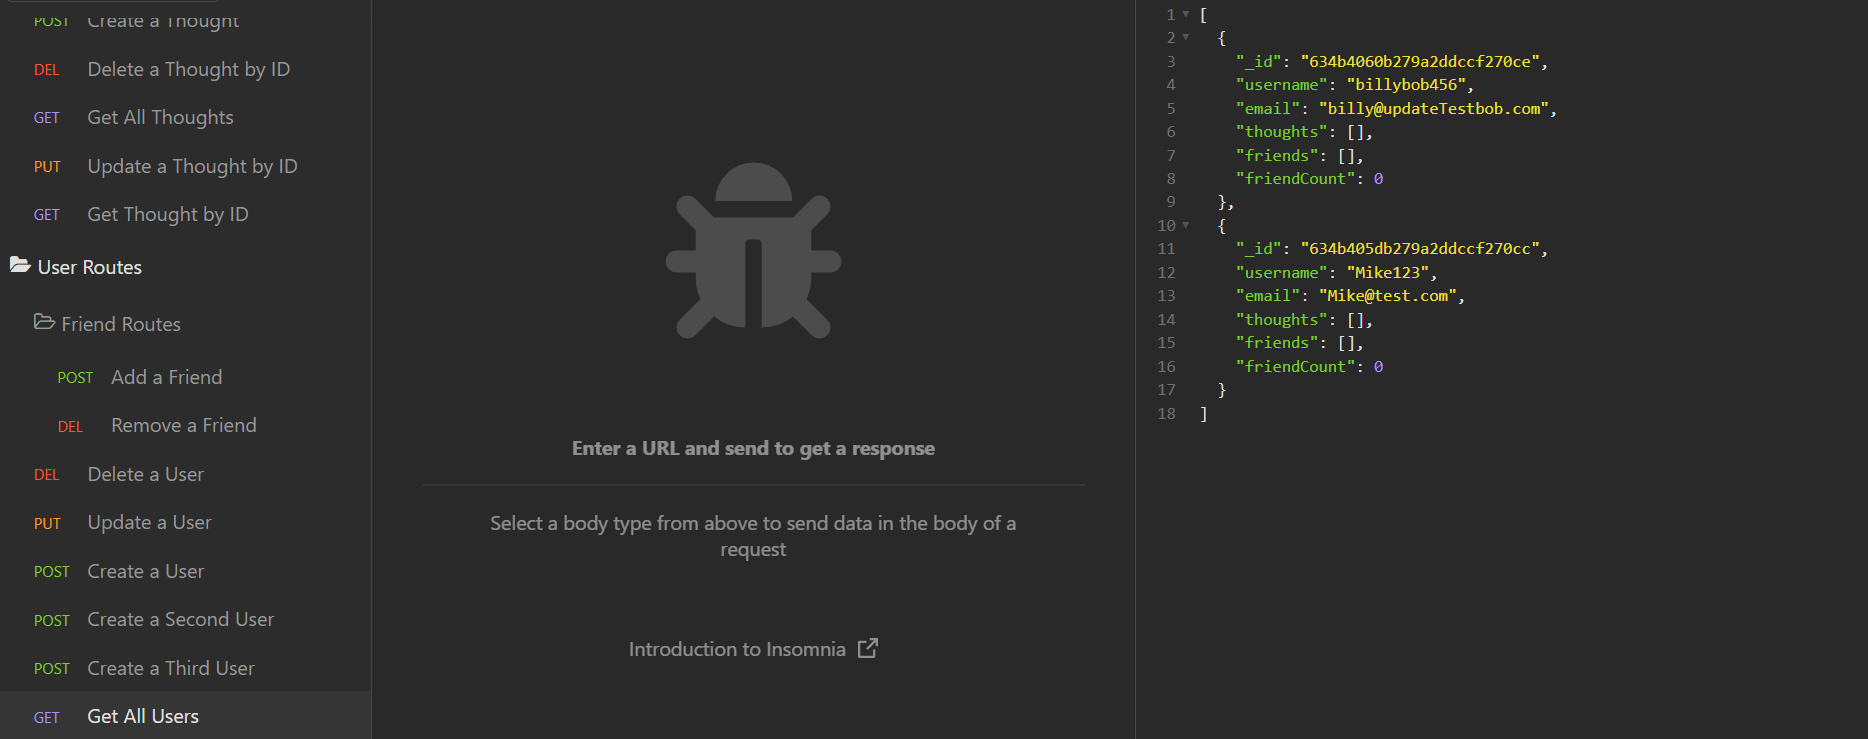 POST Create a Thought
DEL Delete a Thought by ID
GET Get All Thoughts
PUT Update a Thought by ID
GET Get Thought by ID
User Routes
Friend Routes
POST Add a Friend
DEL Remove a Friend
DEL Delete a User
PUT Update a User
POST Create a User
POST Create a Second User
POST Create a Third User
GET Get All Users
Enter a URL and send to get a response
Select a body type from above to send data in the body of a
request
Introduction to Insomnia
1 [
2 {
3 "_id": "634b4060b279a2ddccf270ce",
4 "username": "billybob456",
5 "email": "billy@updateTestbob.com",
6 "thoughts": [],
7 "friends": [],
8 "friendCount": 0
9 },
10 {
11 "_id": "634b405db279a2ddccf270cc",
12 "username": "Mike123",
13 "email": "Mike@test.com",
14 "thoughts": [],
15 "friends": [],
16 "friendCount": 0
17 }
18 ]